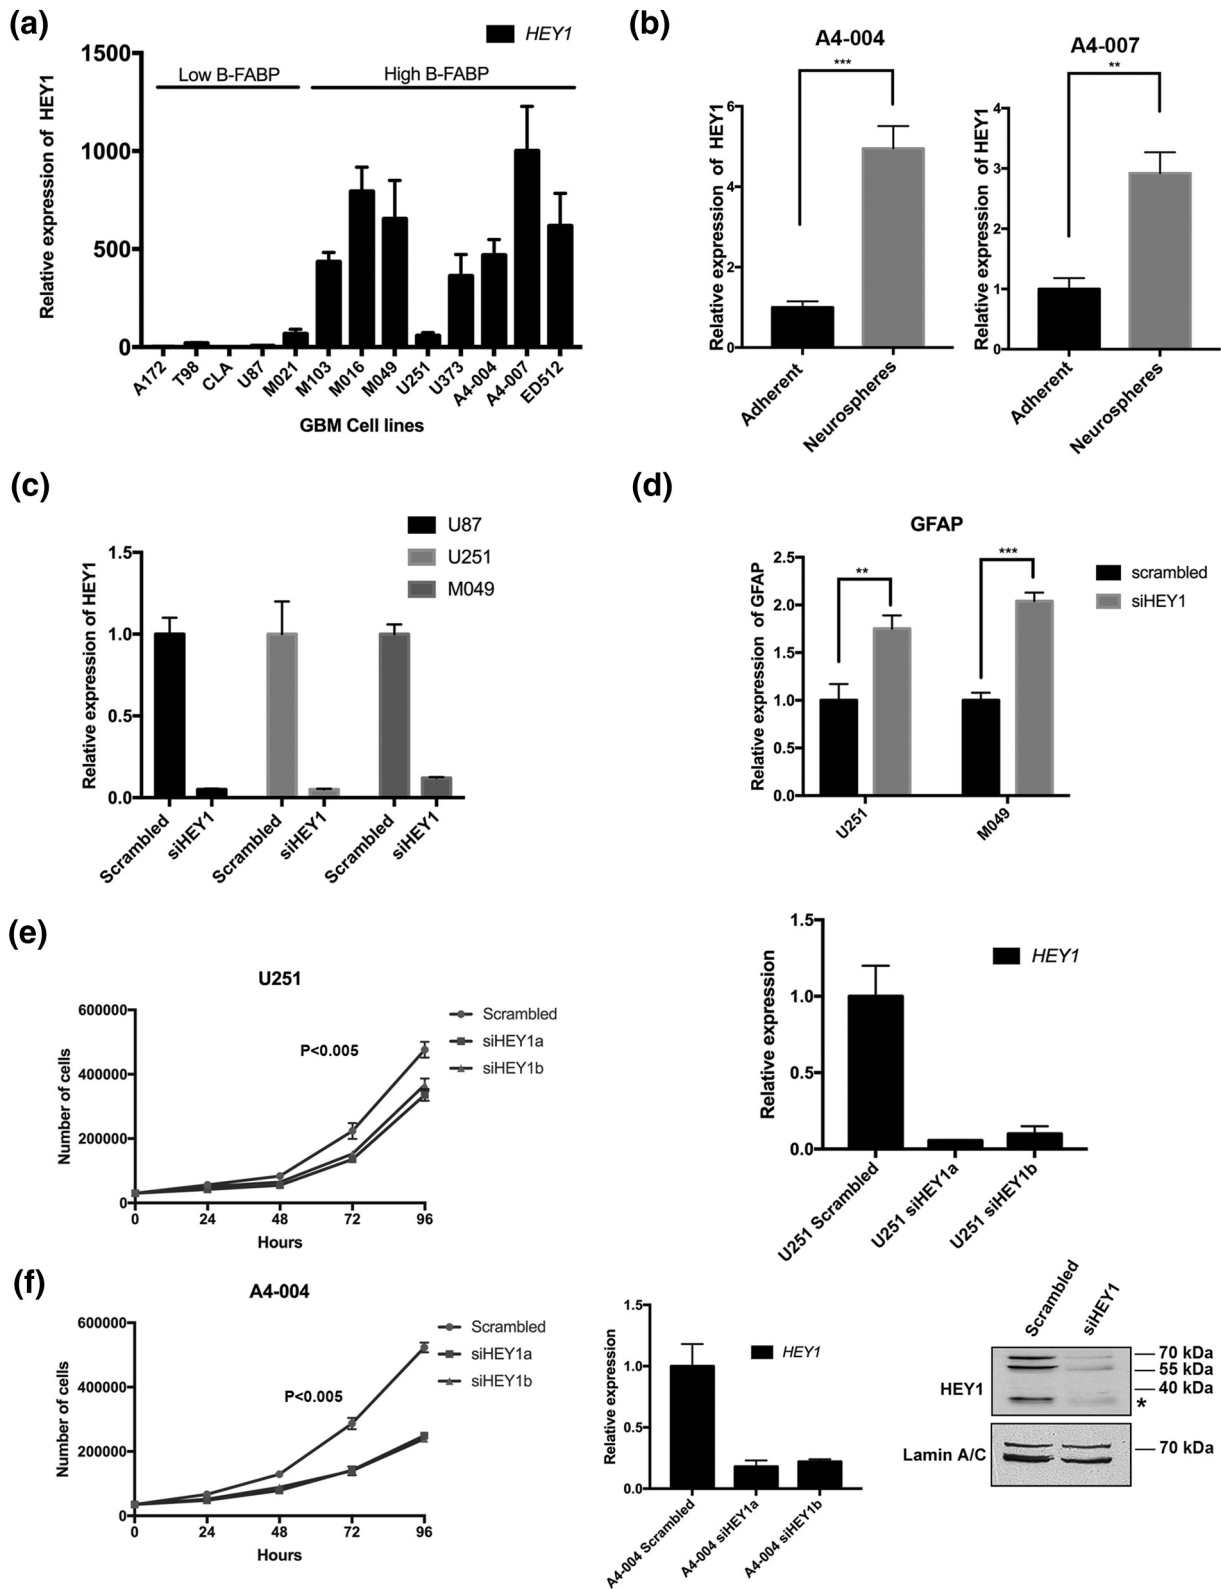 (a)
HEY1
1500
1000
500
0
Relative expression of HEY1
Low B-FABP
High B-FABP
A172
T98
CLA
U87
M021
M103
M016
M049
U251
U373
A4-004
A4-007
ED512
GBM Cell lines
(b)
A4-004
***
6
4
2
0
Relative expression of HEY1
Adherent
Neurospheres
A4-007
**
4
3
2
1
0
Relative expression of HEY1
Adherent
Neurospheres
(c)
U87
U251
M049
1.5
1.0
0.5
0.0
Relative expression of HEY1
Scrambled
siHEY1
Scrambled
siHEY1
Scrambled
siHEY1
(d)
GFAP
**
***
scrambled
siHEY1
2.5
2.0
1.5
1.0
0.5
0.0
Relative expression of GFAP
U251
M049
(e)
U251
600000
400000
200000
0
Number of cells
P<0.005
Scrambled
siHEY1a
siHEY1b
0 24 48 72 96
Hours
1.5
1.0
0.5
0.0
Relative expression
HEY1
U251 Scrambled
U251 siHEY1a
U251 siHEY1b
(f)
A4-004
600000
400000
200000
0
Number of cells
P<0.005
Scrambled
siHEY1a
siHEY1b
0 24 48 72 96
Hours
1.5
1.0
0.5
0.0
Relative expression
HEY1
A4-004 Scrambled
A4-004 siHEY1a
A4-004 siHEY1b
Scrambled
siHEY1
HEY1
70 kDa
55 kDa
40 kDa
*
Lamin A/C
70 kDa